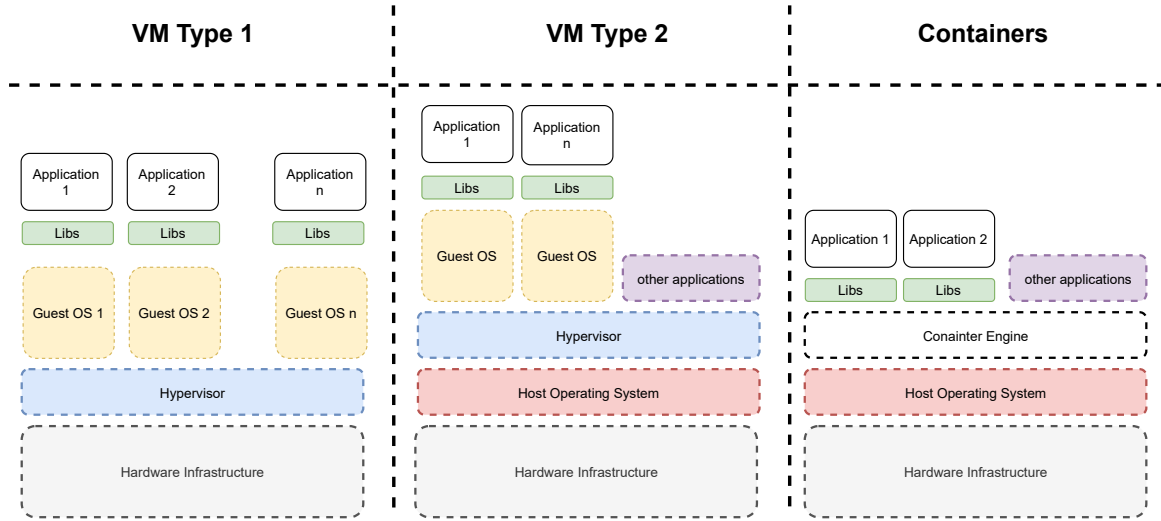 VM Type 1
Application
1
Application
2
Application
n
Libs
Libs
Libs
Guest OS 1
Guest OS 2
Guest OS n
Hypervisor
Hardware Infrastructure
VM Type 2
Application
1
Application
n
Libs
Libs
Guest OS
Guest OS
other applications
Hypervisor
Host Operating System
Hardware Infrastructure
Containers
Application 1
Application 2
Libs
Libs
other applications
Conainter Engine
Host Operating System
Hardware Infrastructure